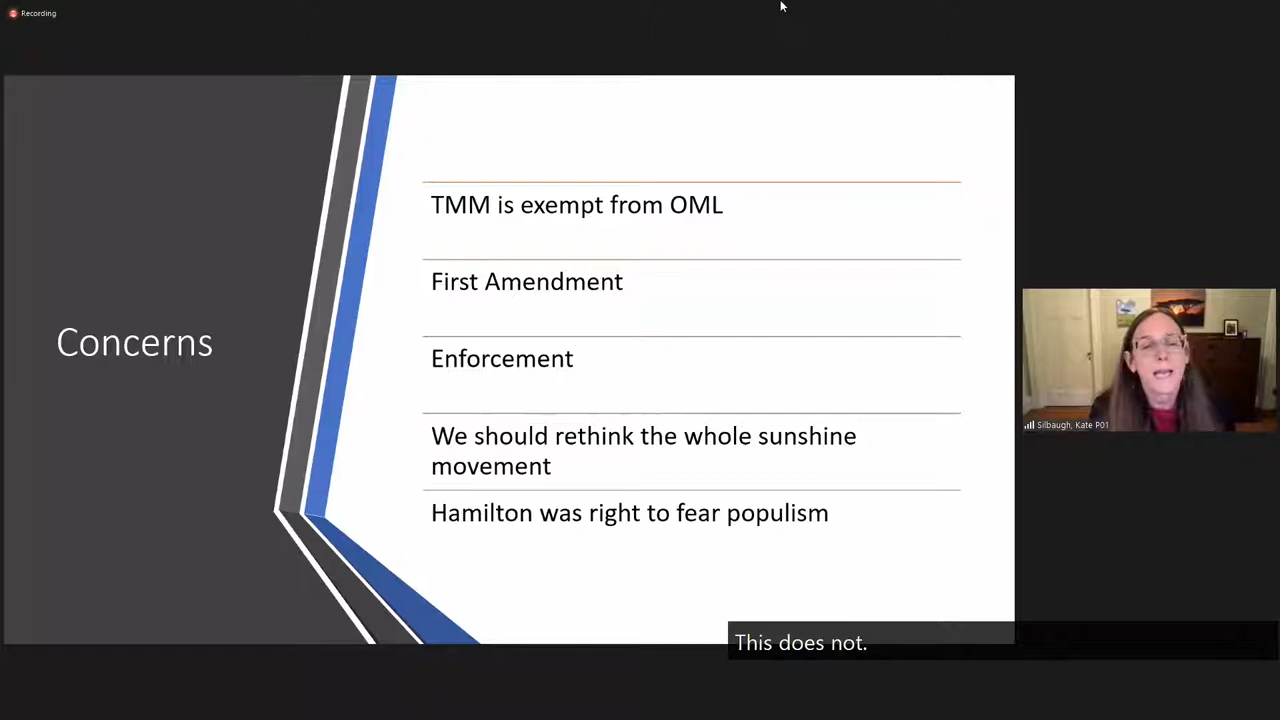 Recording
Concerns
TMM is exempt from OML
First Amendment
Enforcement
We should rethink the whole sunshine
movement
Hamilton was right to fear populism
Silbaugh, Kate P01
This does not.